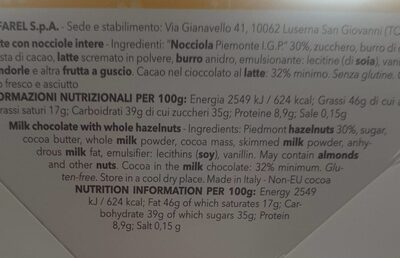 FAREL S.p.A. - Sede e stabilimento: Via Gianavello 41, 10062 Luserna San Giovanni (TO)
con nocciole intere - Ingredienti: "Nocciola Piemonte I.G.P." 30%, zucchero, burro di
di cacao, latte scremato in polvere, burro anidro, emulsionante: lecitine (di soia),
e altra frutta a guscio. Cacao nel cioccolato al latte: 32% minimo. Senza glutine.
fresco e asciutto
NUTRIZIONALI PER 100g: Energia 2549 kJ / 624 kcal; Grassi 46g di cui
saturi 17g; Carboidrati 39g di cui zuccheri 35g; Proteine 8,9g; Sale 0,15g
Milk chocolate with whole hazelnuts - Ingredients: Piedmont hazelnuts 30%, sugar,
cocoa butter, whole milk powder, cocoa mass, skimmed milk powder, anhy-
drous milk fat, emulsifier: lecithins (soy), vanillin. May contain almonds
and other nuts. Cocoa in the milk chocolate: 32% minimum. Glu-
ten-free. Store in a cool dry place. Made in Italy - Non-EU cocoa
NUTRITION INFORMATION PER 100g: Energy 2549
kJ / 624 kcal; Fat 46g of which saturates 17g; Car-
bohydrate 39g of which sugars 35g; Protein
8,9g; Salt 0,15 g